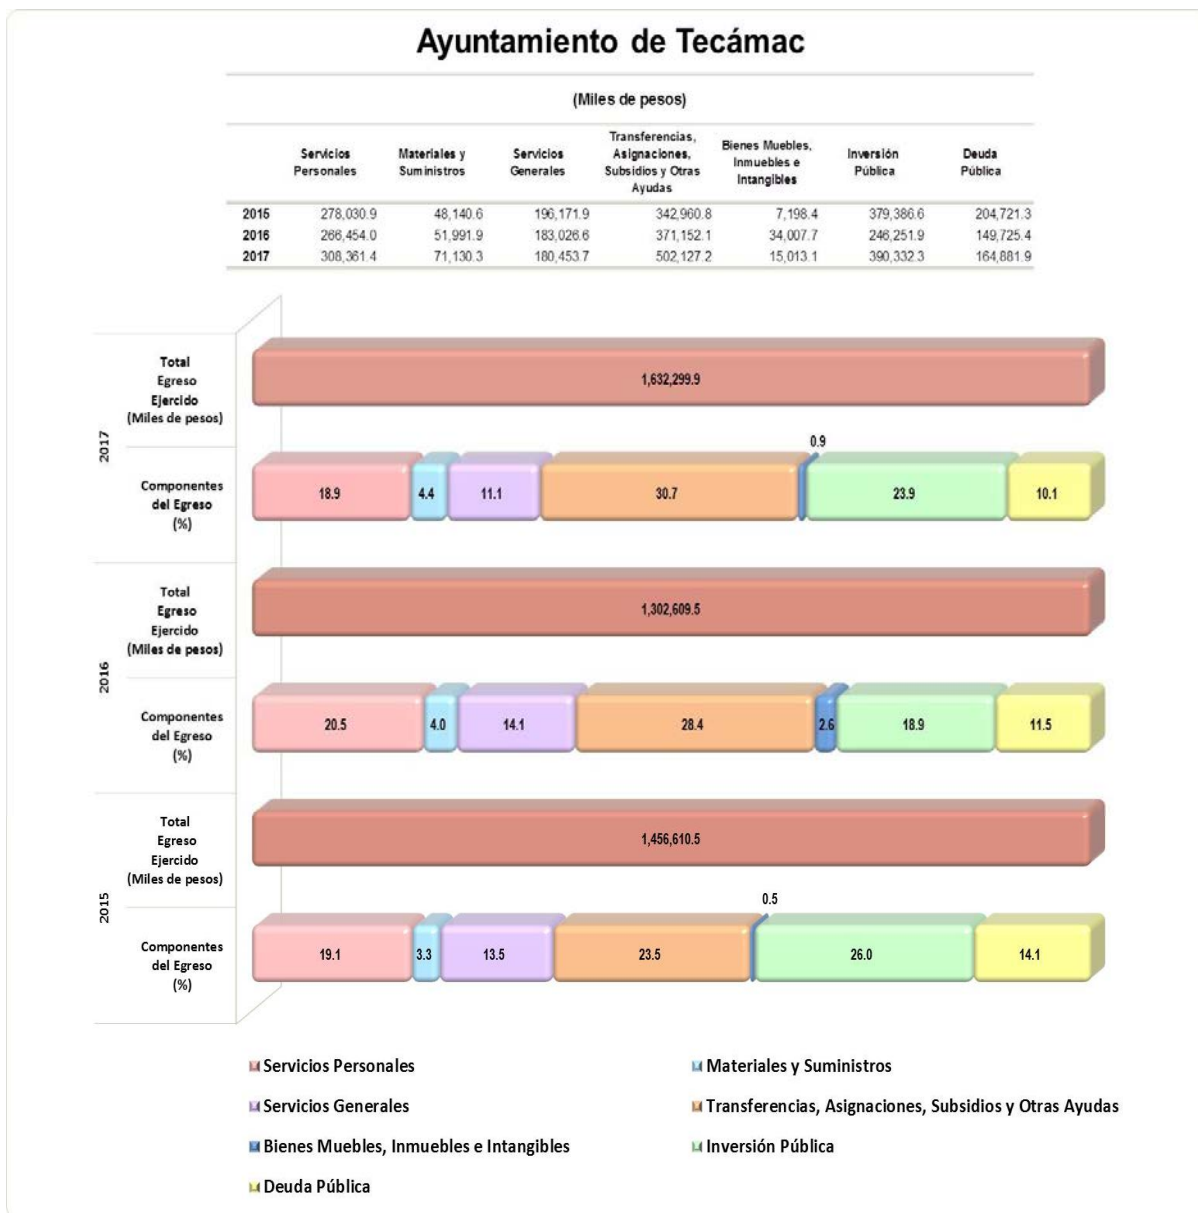 Ayuntamiento de Tecámac
(Miles de pesos)
Servicios Personales Materiales y Suministros Servicios Generales Transferencias, Asignaciones, Subsidios y Otras Ayudas Bienes Muebles, Inmuebles e Intangibles Inversión Pública Deuda Pública
2015 278,030.9 48,140.6 196,171.9 342,960.8 7,198.4 379,386.6 204,721.3
2016 266,454.0 51,991.9 183,026.6 371,152.1 34,007.7 246,251.9 149,725.4
2017 308,361.4 71,130.3 180,453.7 502,127.2 15,013.1 390,332.3 164,881.9
2017
Total
Egreso
Ejercido
(Miles de pesos)
1,632,299.9
Componentes
del Egreso
(%)
18.9 4.4 11.1 30.7 0.9 23.9 10.1
2016
Total
Egreso
Ejercido
(Miles de pesos)
1,302,609.5
Componentes
del Egreso
(%)
20.5 4.0 14.1 28.4 2.6 18.9 11.5
2015
Total
Egreso
Ejercido
(Miles de pesos)
1,456,610.5
Componentes
del Egreso
(%)
19.1 3.3 13.5 23.5 0.5 26.0 14.1
Servicios Personales
Materiales y Suministros
Servicios Generales
Transferencias, Asignaciones, Subsidios y Otras Ayudas
Bienes Muebles, Inmuebles e Intangibles
Inversión Pública
Deuda Pública